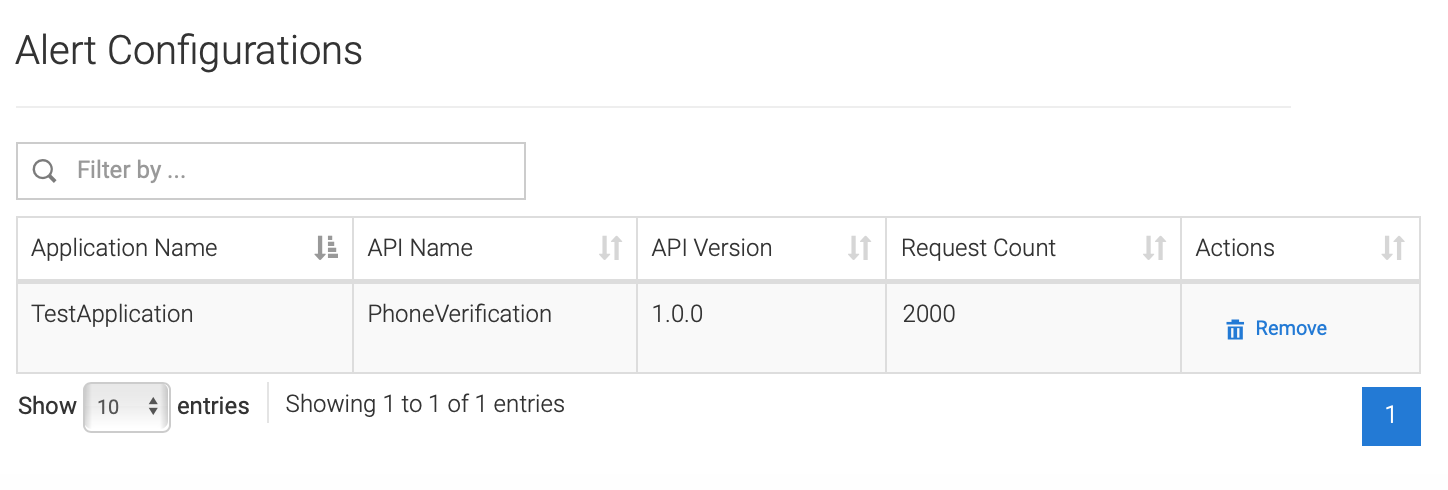 Alert Configurations
Filter by ...
Application Name API Name API Version Request Count Actions
TestApplication PhoneVerification 1.0.0 2000 Remove
Show 10 entries Showing 1 to 1 of 1 entries 1